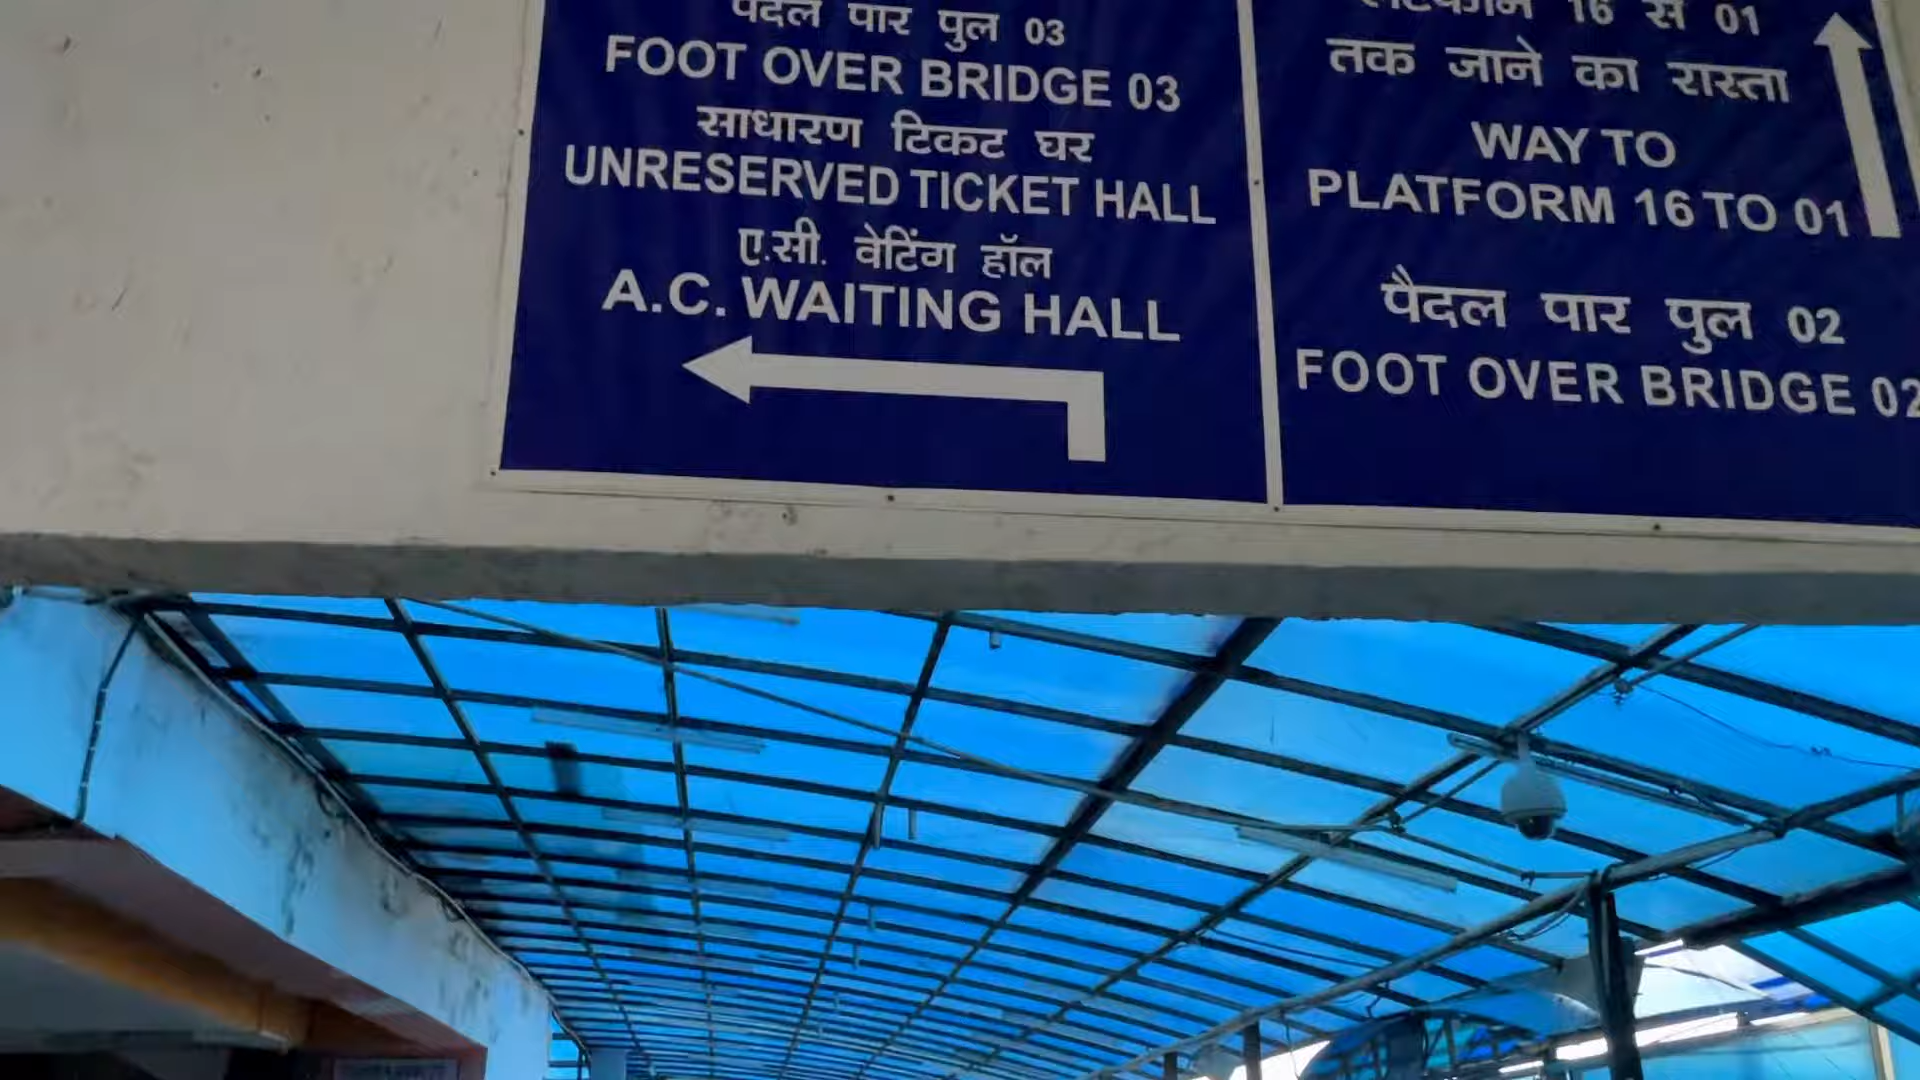 पैदल पार पुल 03
FOOT OVER BRIDGE 03
साधारण टिकट घर
UNRESERVED TICKET HALL
ए.सी. वेटिंग हॉल
A.C. WAITING HALL
16 से 01
तक जाने का रास्ता
WAY TO
PLATFORM 16 TO 01
पैदल पार पुल 02
FOOT OVER BRIDGE 02